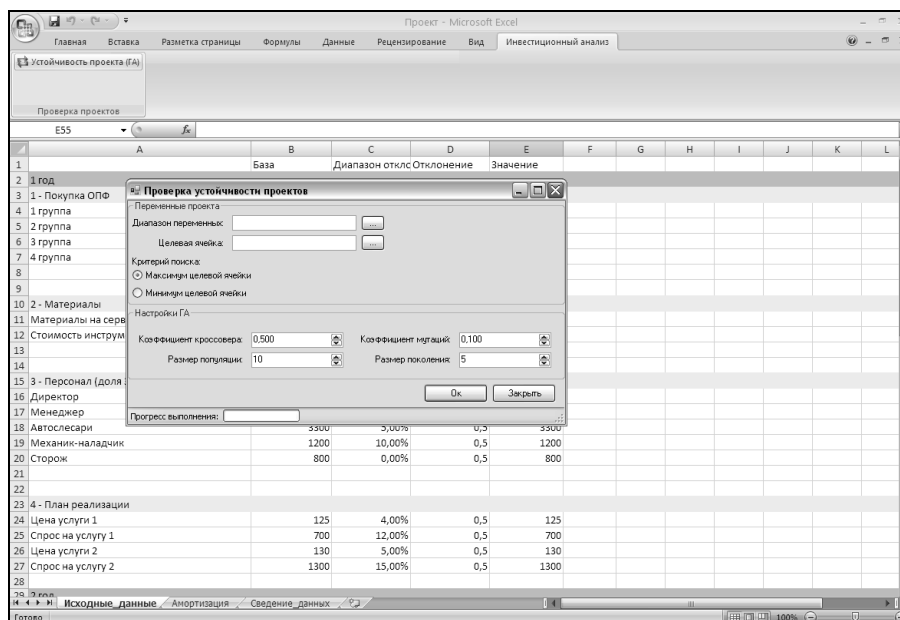 Проект - Microsoft Excel
Главная Вставка Разметка страницы Формулы Данные Рецензирование Вид Инвестиционный анализ
Устойчивость проекта (ГА)
Проверка проектов
E55 fx
A B C D E F G H I J K L
1 База Диапазон откло Отклонение Значение
2 1 год
3 1 - Покупка ОПФ
4 1 группа
5 2 группа
6 3 группа
7 4 группа
8
9
10 2 - Материалы
11 Материалы на серв
12 Стоимость инструм
13
14
15 3 - Персонал (доля
16 Директор
17 Менеджер
18 Автослесари 3300 5,00% 0,5 3300
19 Механик-наладчик 1200 10,00% 0,5 1200
20 Сторож 800 0,00% 0,5 800
21
22
23 4 - План реализации
24 Цена услуги 1 125 4,00% 0,5 125
25 Спрос на услугу 1 700 12,00% 0,5 700
26 Цена услуги 2 130 5,00% 0,5 130
27 Спрос на услугу 2 1300 15,00% 0,5 1300
28
29 2 год
Проверка устойчивости проектов
Переменные проекта
Диапазон переменных: ...
Целевая ячейка: ...
Критерий поиска:
Максимум целевой ячейки
Минимум целевой ячейки
Настройки ГА
Коэффициент кроссовера: 0,500 Коэффициент мутаций: 0,100
Размер популяции: 10 Размер поколения: 5
Ок Закрыть
Прогресс выполнения:
Исходные_данные Амортизация Сведение_данных
Готово 100%